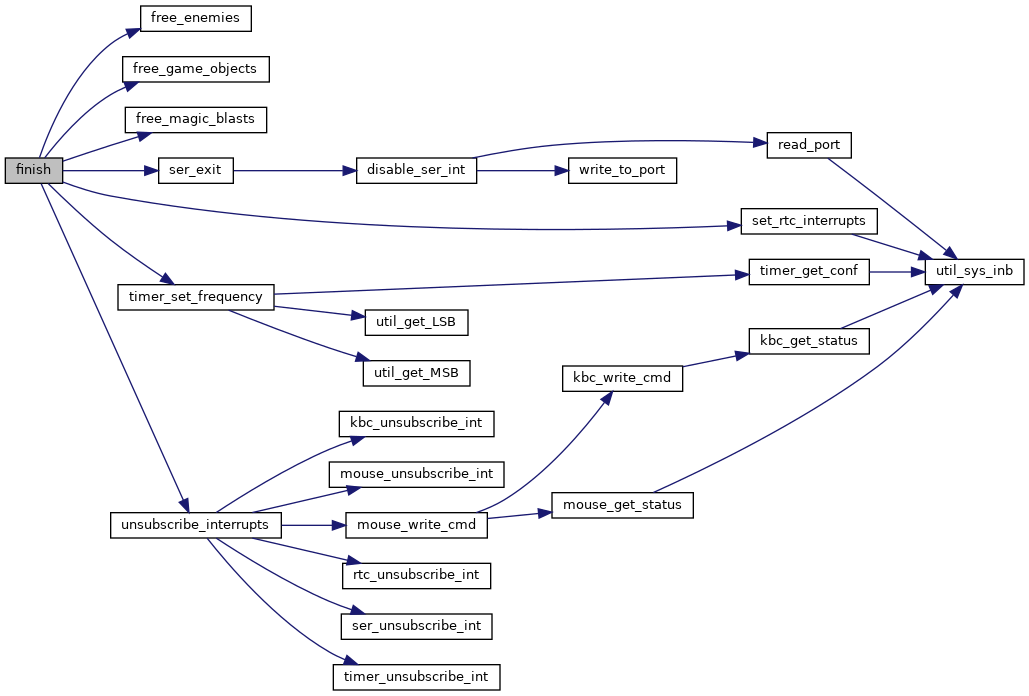 free_enemies
free_game_objects
free_magic_blasts
read_port
finish
ser_exit
disable_ser_int
write_to_port
set_rtc_interrupts
timer_get_conf
util_sys_inb
timer_set_frequency
util_get_LSB
kbc_get_status
util_get_MSB
kbc_write_cmd
kbc_unsubscribe_int
mouse_unsubscribe_int
mouse_get_status
unsubscribe_interrupts
mouse_write_cmd
rtc_unsubscribe_int
ser_unsubscribe_int
timer_unsubscribe_int